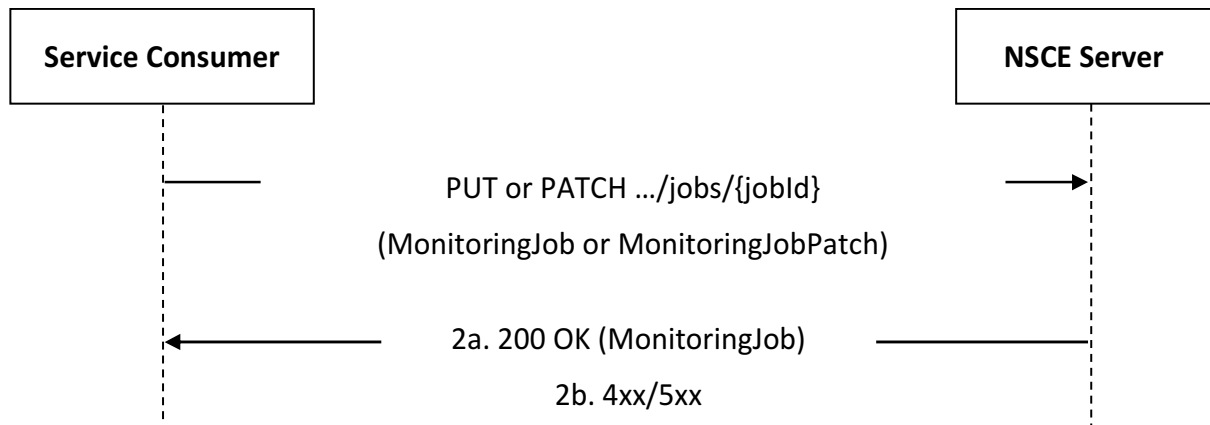 Service Consumer
NSCE Server
PUT or PATCH …/jobs/{jobId}
(MonitoringJob or MonitoringJobPatch)
2a. 200 OK (MonitoringJob)
2b. 4xx/5xx